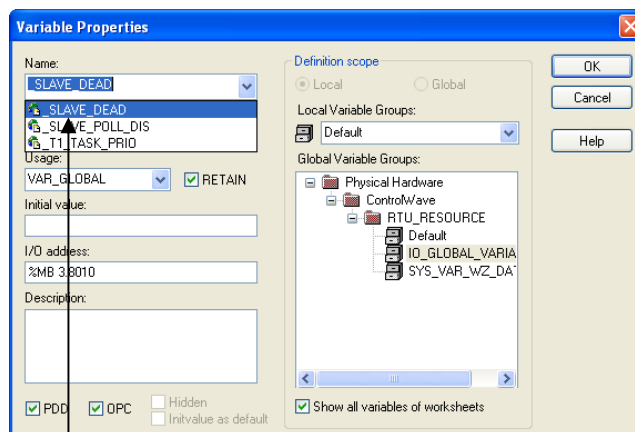 Variable Properties
Name:
_SLAVE_DEAD
_SLAVE_DEAD
_SLAVE_POLL_DIS
_T1_TASK_PRIO
Usage:
VAR_GLOBAL
RETAIN
Initial value:
I/O address:
%MB 3.8010
Description:
PDD
OPC
Hidden
Initvalue as default
Definition scope
Local
Global
Local Variable Groups:
Default
Global Variable Groups:
Physical Hardware
ControlWave
RTU_RESOURCE
Default
IO_GLOBAL_VARIA
SYS_VAR_WZ_DAT
Show all variables of worksheets
OK
Cancel
Help